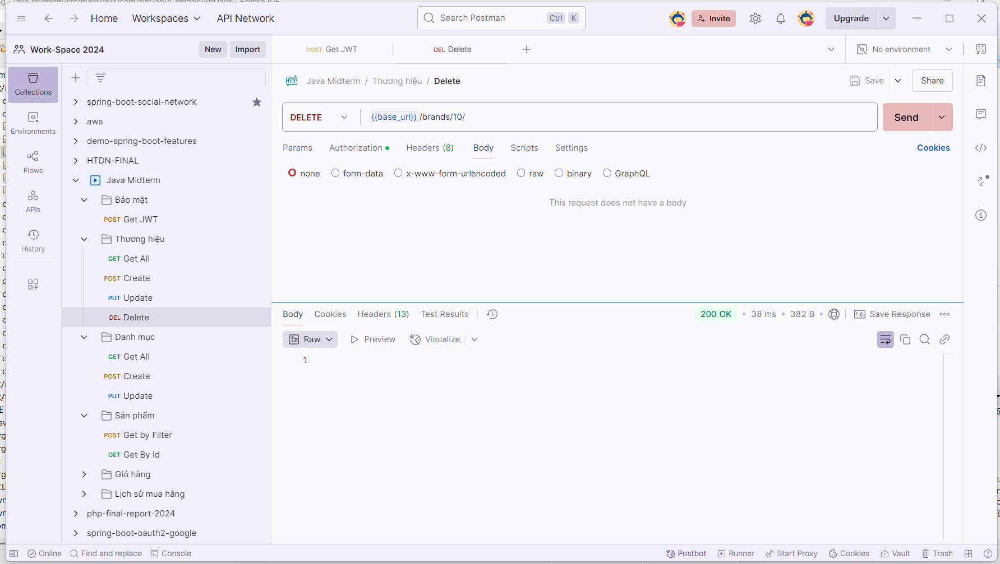 Home Workspaces API Network
Search Postman Ctrl K
Invite Upgrade
Work-Space 2024 New Import
POST Get JWT
DEL Delete
No environment
Collections
Environments
Flows
APIs
History
spring-boot-social-network
aws
demo-spring-boot-features
HTDN-FINAL
Java Midterm
Bảo mật
POST Get JWT
Thương hiệu
GET Get All
POST Create
PUT Update
DEL Delete
Danh mục
GET Get All
POST Create
PUT Update
Sản phẩm
POST Get by Filter
GET Get By Id
Giỏ hàng
Lịch sử mua hàng
php-final-report-2024
spring-boot-oauth2-google
HTTP Java Midterm / Thương hiệu / Delete
Save Share
DELETE {{base_url}}/brands/10/ Send
Params Authorization Headers (8) Body Scripts Settings Cookies
none form-data x-www-form-urlencoded raw binary GraphQL
This request does not have a body
Body Cookies Headers (13) Test Results
200 OK • 38 ms • 382 B • e.g. Save Response
Raw Preview Visualize
1
Online Find and replace Console
Postbot Runner Start Proxy Cookies Vault Trash